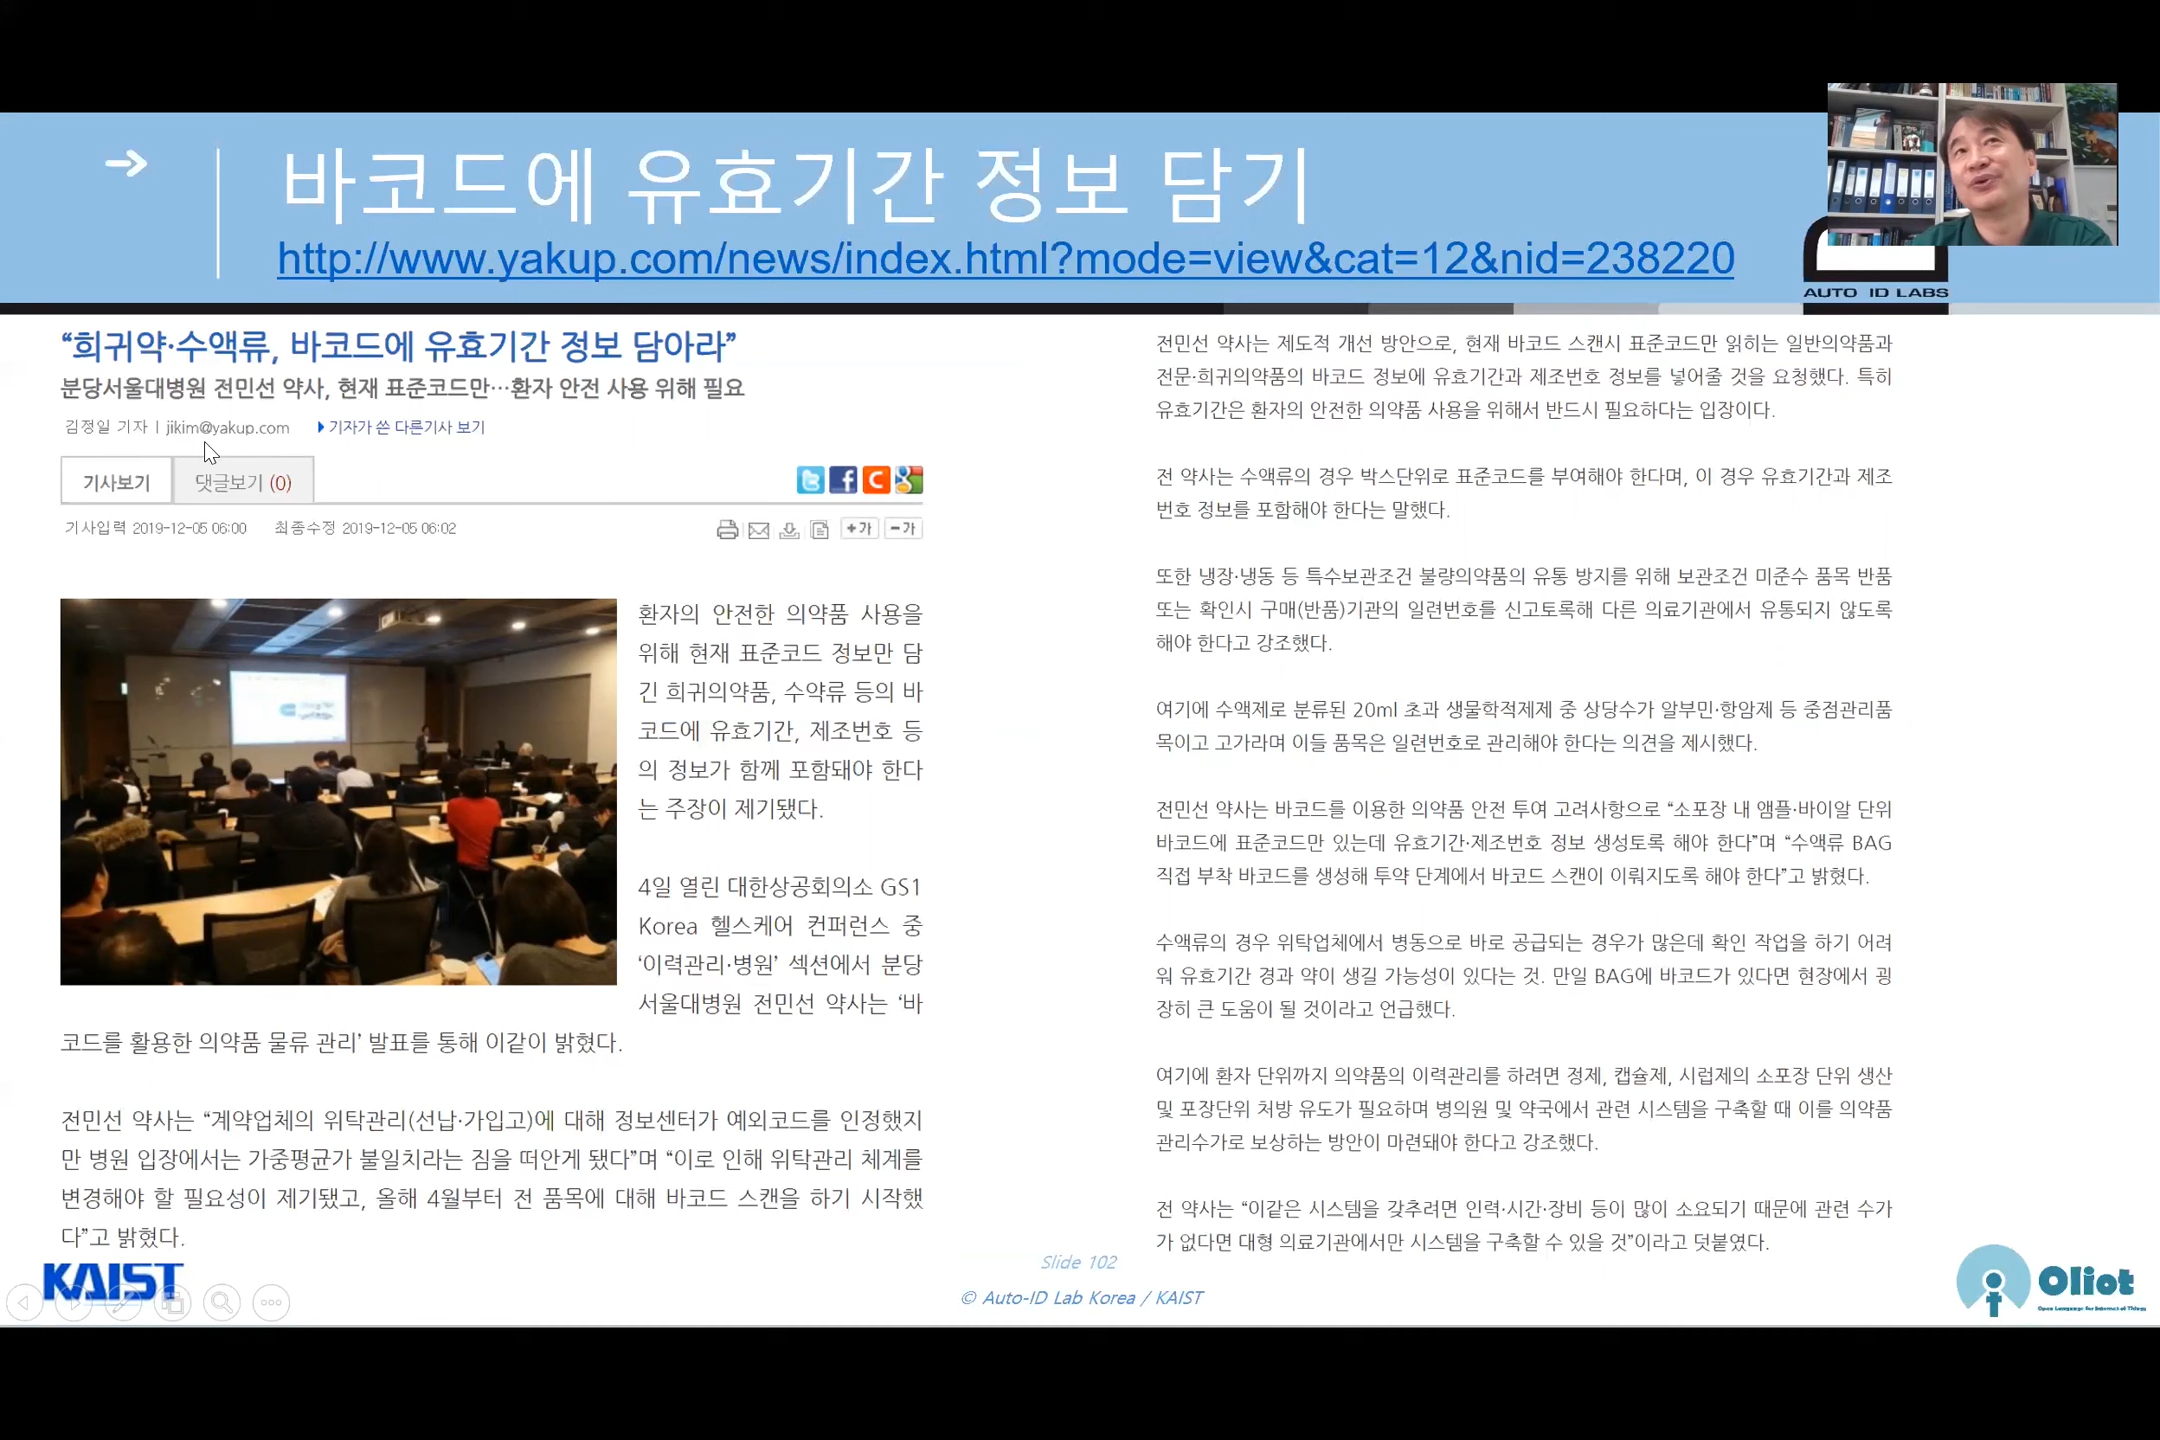 바코드에 유효기간 정보 담기
http://www.yakup.com/news/index.html?mode=view&cat=12&nid=238220
AUTO ID LABS
“희귀약·수액류, 바코드에 유효기간 정보 담아라”
분당서울대병원 전민선 약사, 현재 표준코드만…환자 안전 사용 위해 필요
김정일 기자 | jikim@yakup.com 기자가 쓴 다른기사 보기
기사보기 댓글보기 (0)
기사입력 2019-12-05 06:00 최종수정 2019-12-05 06:02
+가 -가
환자의 안전한 의약품 사용을
위해 현재 표준코드 정보만 담
긴 희귀의약품, 수약류 등의 바
코드에 유효기간, 제조번호 등
의 정보가 함께 포함돼야 한다
는 주장이 제기됐다.
4일 열린 대한상공회의소 GS1
Korea 헬스케어 컨퍼런스 중
‘이력관리·병원’ 섹션에서 분당
서울대병원 전민선 약사는 ‘바
코드를 활용한 의약품 물류 관리’ 발표를 통해 이같이 밝혔다.
전민선 약사는 “계약업체의 위탁관리(선납·가입고)에 대해 정보센터가 예외코드를 인정했지
만 병원 입장에서는 가중평균가 불일치라는 짐을 떠안게 됐다”며 “이로 인해 위탁관리 체계를
변경해야 할 필요성이 제기됐고, 올해 4월부터 전 품목에 대해 바코드 스캔을 하기 시작했
다”고 밝혔다.
전민선 약사는 제도적 개선 방안으로, 현재 바코드 스캔시 표준코드만 읽히는 일반의약품과
전문·희귀의약품의 바코드 정보에 유효기간과 제조번호 정보를 넣어줄 것을 요청했다. 특히
유효기간은 환자의 안전한 의약품 사용을 위해서 반드시 필요하다는 입장이다.
전 약사는 수액류의 경우 박스단위로 표준코드를 부여해야 한다며, 이 경우 유효기간과 제조
번호 정보를 포함해야 한다는 말했다.
또한 냉장·냉동 등 특수보관조건 불량의약품의 유통 방지를 위해 보관조건 미준수 품목 반품
또는 확인시 구매(반품)기관의 일련번호를 신고토록해 다른 의료기관에서 유통되지 않도록
해야 한다고 강조했다.
여기에 수액제로 분류된 20ml 초과 생물학적제제 중 상당수가 알부민·항암제 등 중점관리품
목이고 고가라며 이들 품목은 일련번호로 관리해야 한다는 의견을 제시했다.
전민선 약사는 바코드를 이용한 의약품 안전 투여 고려사항으로 “소포장 내 앰플·바이알 단위
바코드에 표준코드만 있는데 유효기간·제조번호 정보 생성토록 해야 한다”며 “수액류 BAG
직접 부착 바코드를 생성해 투약 단계에서 바코드 스캔이 이뤄지도록 해야 한다”고 밝혔다.
수액류의 경우 위탁업체에서 병동으로 바로 공급되는 경우가 많은데 확인 작업을 하기 어려
워 유효기간 경과 약이 생길 가능성이 있다는 것. 만일 BAG에 바코드가 있다면 현장에서 굉
장히 큰 도움이 될 것이라고 언급했다.
여기에 환자 단위까지 의약품의 이력관리를 하려면 정제, 캡슐제, 시럽제의 소포장 단위 생산
및 포장단위 처방 유도가 필요하며 병의원 및 약국에서 관련 시스템을 구축할 때 이를 의약품
관리수가로 보상하는 방안이 마련돼야 한다고 강조했다.
전 약사는 “이같은 시스템을 갖추려면 인력·시간·장비 등이 많이 소요되기 때문에 관련 수가
가 없다면 대형 의료기관에서만 시스템을 구축할 수 있을 것”이라고 덧붙였다.
KAIST
Slide 102
© Auto-ID Lab Korea / KAIST
Oliot
Open Language for Internet of Things